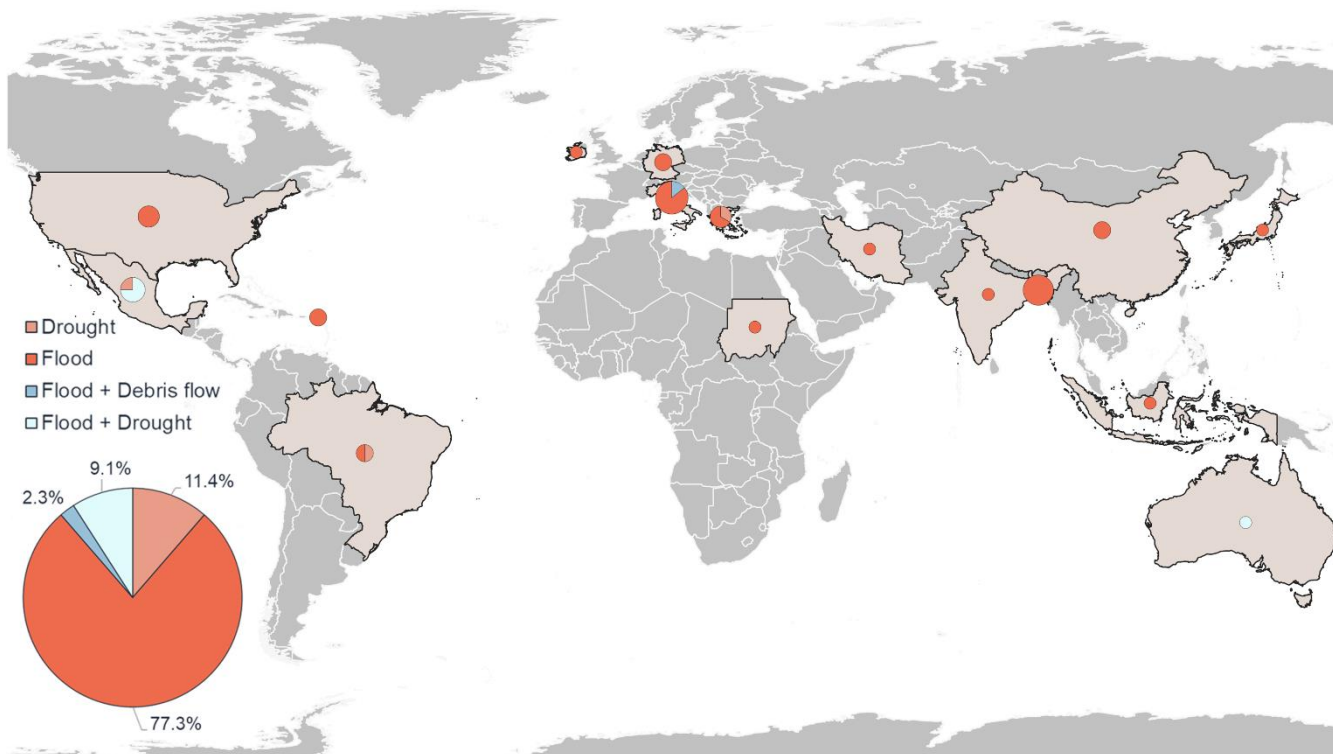 Drought
Flood
Flood + Debris flow
Flood + Drought
9.1%
11.4%
2.3%
77.3%